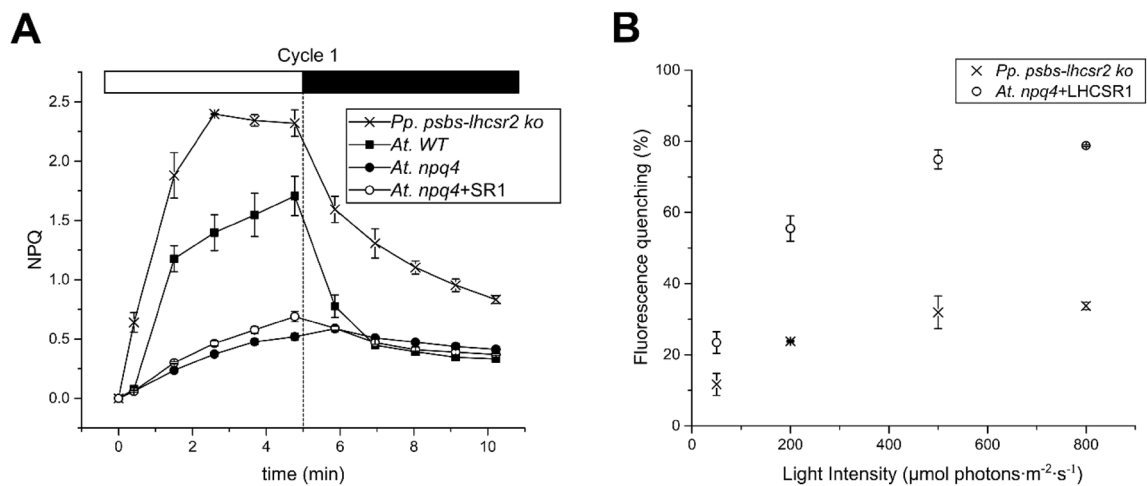 A
Cycle 1
2.5
2.0
1.5
1.0
0.5
0.0
NPQ
0 2 4 6 8 10
time (min)
Pp. psbs-lhcsr2 ko
At. WT
At. npq4
At. npq4+SR1
B
100
80
60
40
20
0
Fluorescence quenching (%)
0 200 400 600 800
Light Intensity (μmol photons·m⁻²·s⁻¹)
Pp. psbs-lhcsr2 ko
At. npq4+LHCSR1